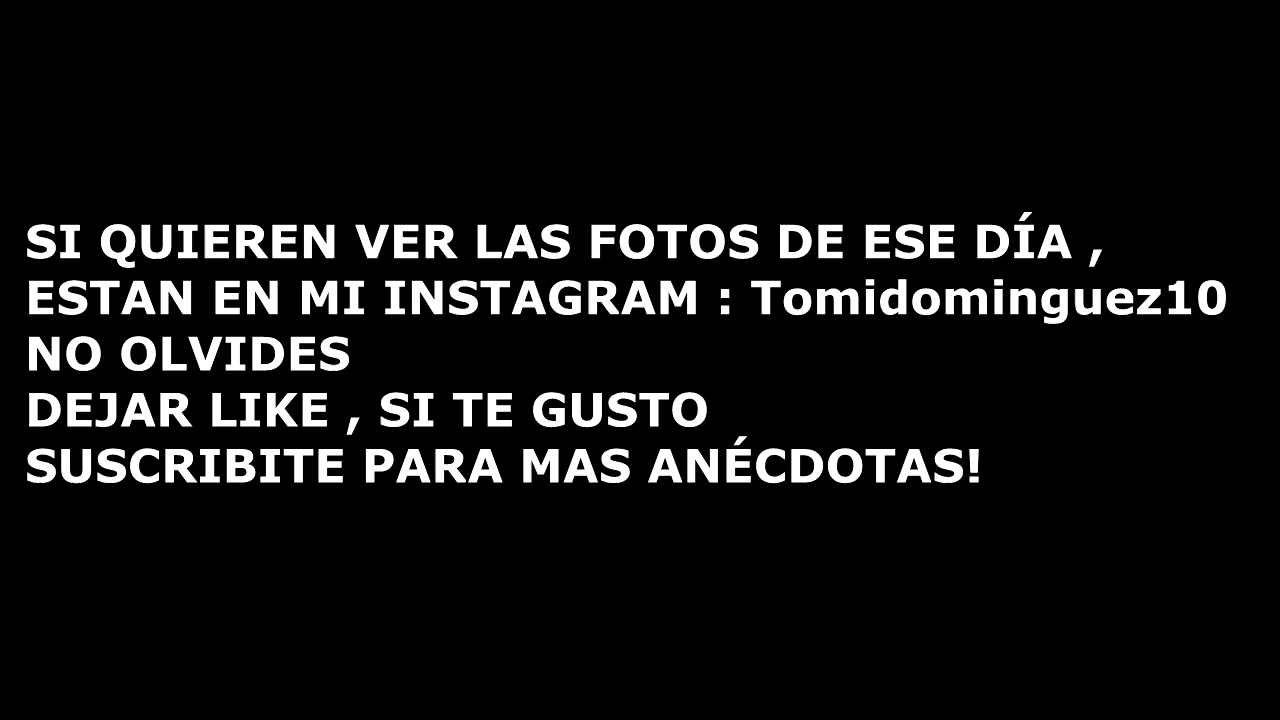 SI QUIEREN VER LAS FOTOS DE ESE DÍA ,
ESTAN EN MI INSTAGRAM : Tomidominguez10
NO OLVIDES
DEJAR LIKE , SI TE GUSTO
SUSCRIBITE PARA MAS ANÉCDOTAS!